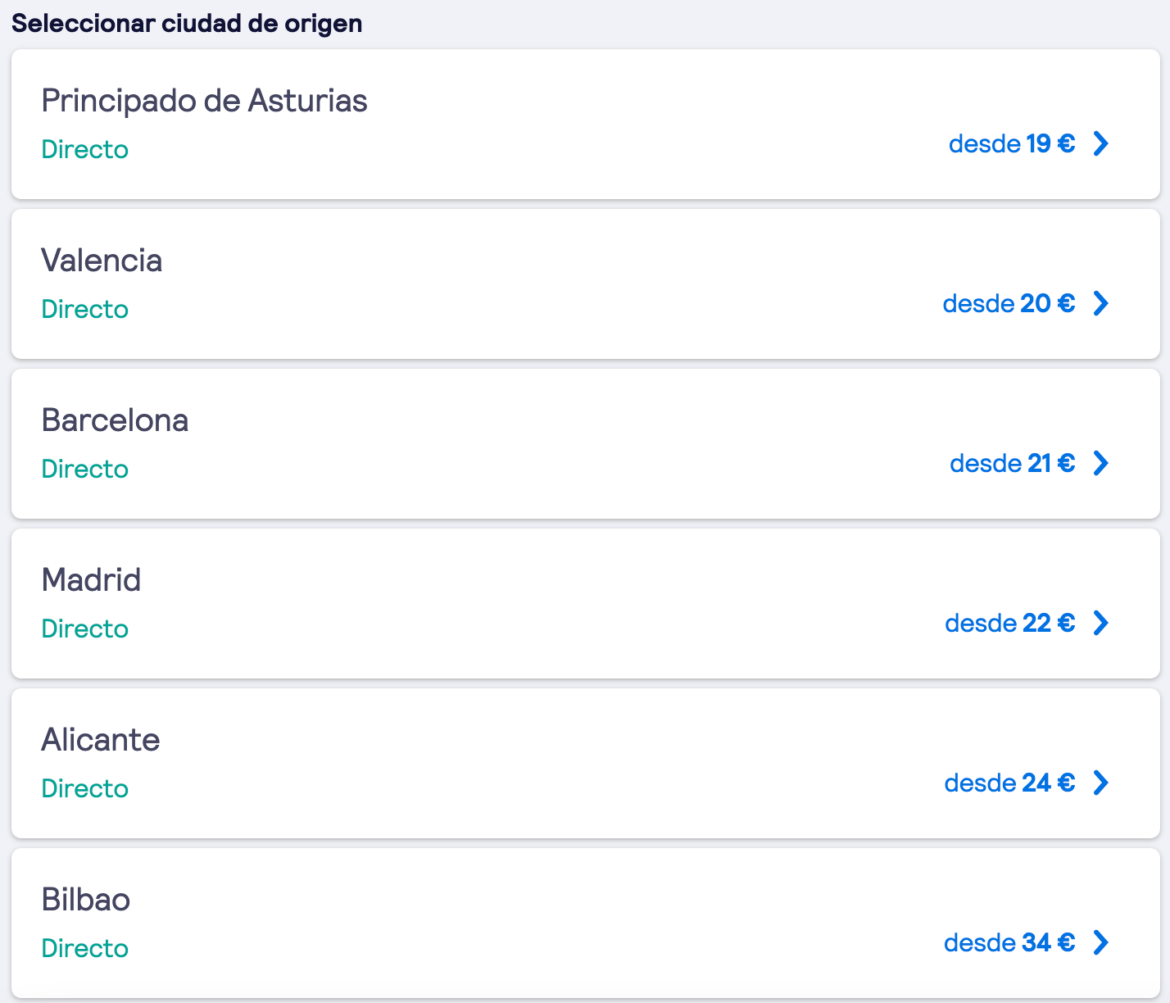 Seleccionar ciudad de origen
Principado de Asturias
Directo
desde 19 €
Valencia
Directo
desde 20 €
Barcelona
Directo
desde 21 €
Madrid
Directo
desde 22 €
Alicante
Directo
desde 24 €
Bilbao
Directo
desde 34 €